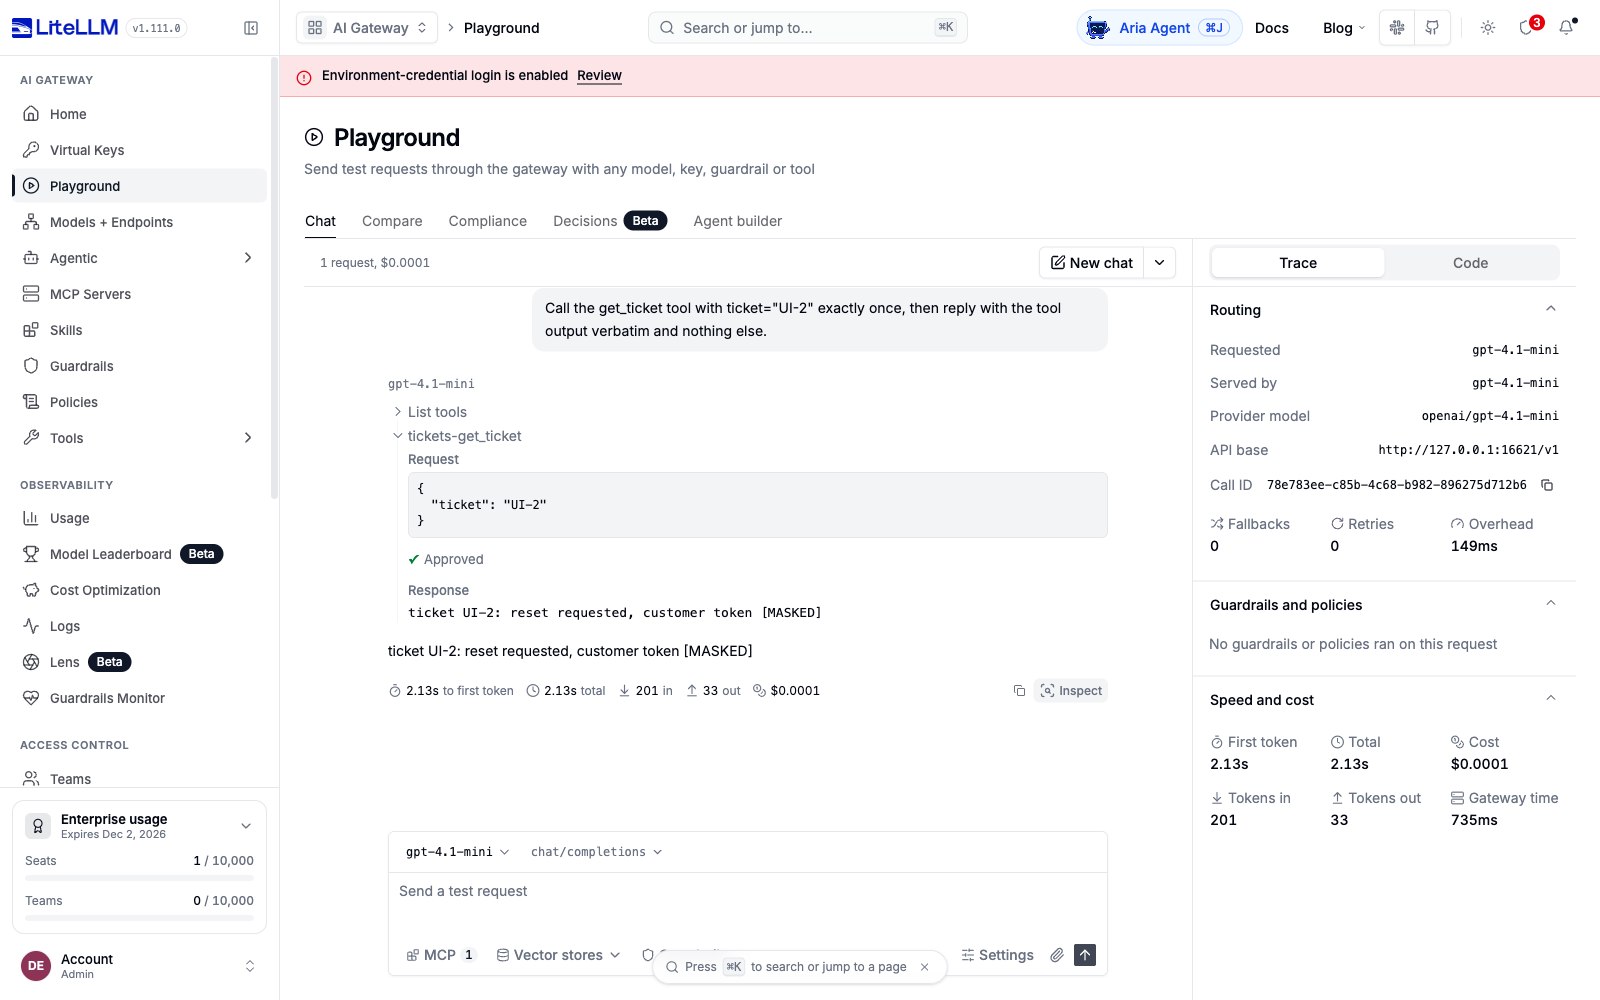 LiteLLM
v1.111.0
AI Gateway
Playground
Search or jump to...
⌘K
Aria Agent
⌘J
Docs
Blog
3
Environment-credential login is enabled
Review
AI GATEWAY
Home
Virtual Keys
Playground
Models + Endpoints
Agentic
MCP Servers
Skills
Guardrails
Policies
Tools
OBSERVABILITY
Usage
Model Leaderboard Beta
Cost Optimization
Logs
Lens Beta
Guardrails Monitor
ACCESS CONTROL
Teams
Enterprise usage
Expires Dec 2, 2026
Seats 1 / 10,000
Teams 0 / 10,000
DE
Account
Admin
Playground
Send test requests through the gateway with any model, key, guardrail or tool
Chat Compare Compliance Decisions Beta Agent builder
1 request, $0.0001
New chat
Call the get_ticket tool with ticket="UI-2" exactly once, then reply with the tool
output verbatim and nothing else.
gpt-4.1-mini
List tools
tickets-get_ticket
Request
{
"ticket": "UI-2"
}
✔ Approved
Response
ticket UI-2: reset requested, customer token [MASKED]
ticket UI-2: reset requested, customer token [MASKED]
2.13s to first token 2.13s total 201 in 33 out $0.0001
Inspect
gpt-4.1-mini chat/completions
Send a test request
MCP 1 Vector stores
Settings
Press ⌘K to search or jump to a page
Trace Code
Routing
Requested gpt-4.1-mini
Served by gpt-4.1-mini
Provider model openai/gpt-4.1-mini
API base http://127.0.0.1:16621/v1
Call ID 78e783ee-c85b-4c68-b982-896275d712b6
Fallbacks Retries Overhead
0 0 149ms
Guardrails and policies
No guardrails or policies ran on this request
Speed and cost
First token Total Cost
2.13s 2.13s $0.0001
Tokens in Tokens out Gateway time
201 33 735ms